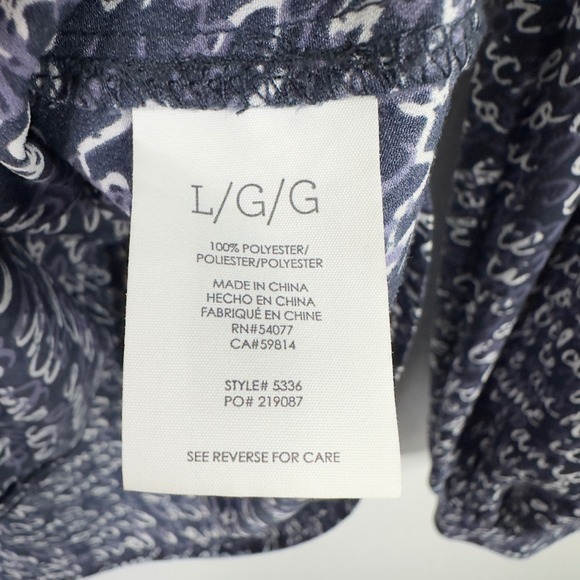 L/G/G
100% POLYESTER/
POLIESTER/POLYESTER
MADE IN CHINA
HECHO EN CHINA
FABRIQUÉ EN CHINE
RN#54077
CA#59814
STYLE# 5336
PO# 219087
SEE REVERSE FOR CARE